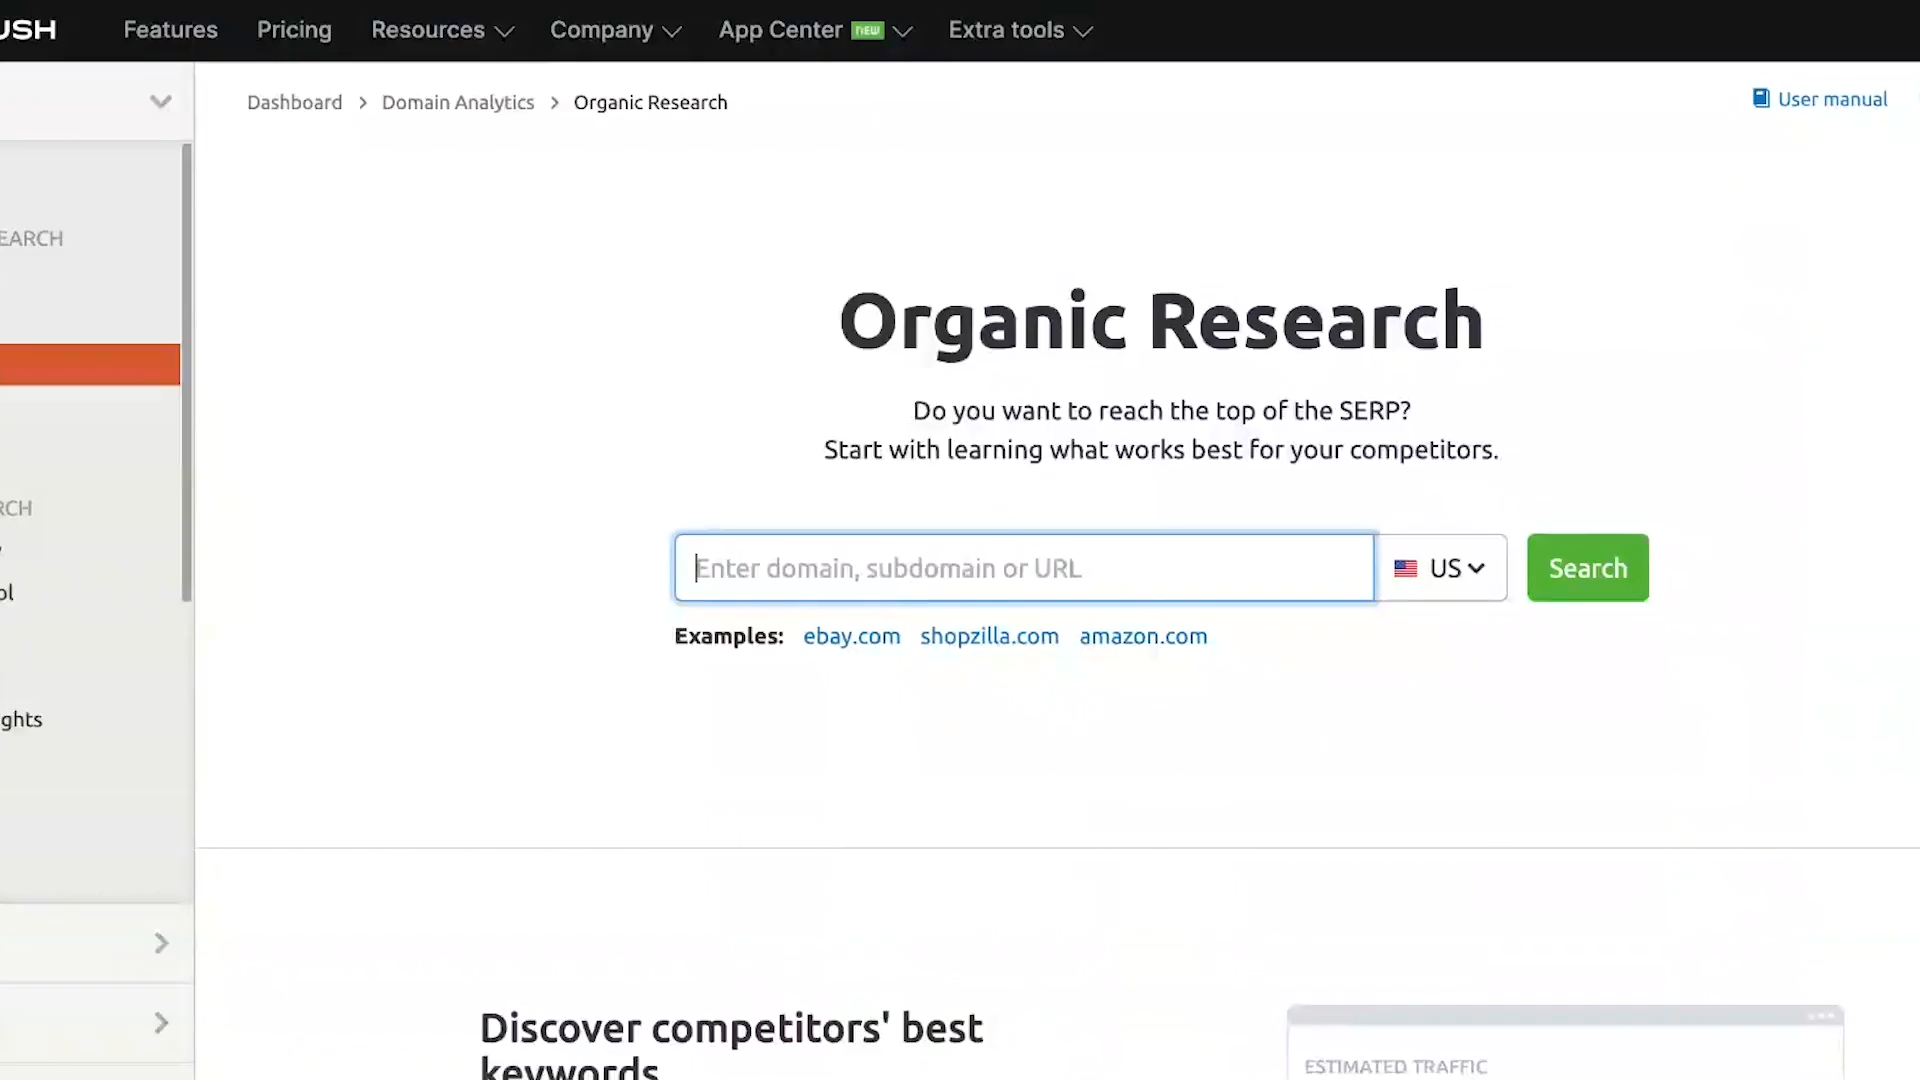 USH Features Pricing Resources Company App Center NEW Extra tools
Dashboard > Domain Analytics > Organic Research
User manual
EARCH
RCH
ol
ghts
Organic Research
Do you want to reach the top of the SERP?
Start with learning what works best for your competitors.
Enter domain, subdomain or URL
US
Search
Examples: ebay.com shopzilla.com amazon.com
Discover competitors' best
keywords
ESTIMATED TRAFFIC